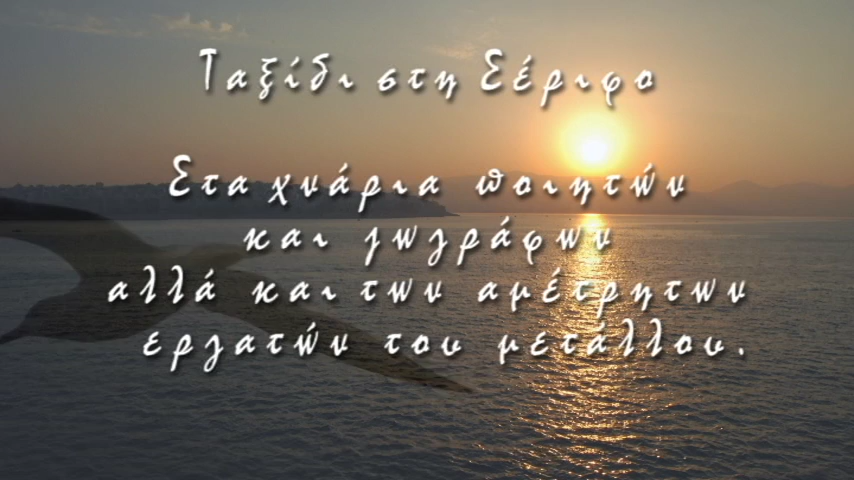 Ταξίδι στη Σέριφο
Στα χνάρια ποιητών
και ζωγράφων
αλλά και των αμέτρητων
εργατών του μετάλλου.